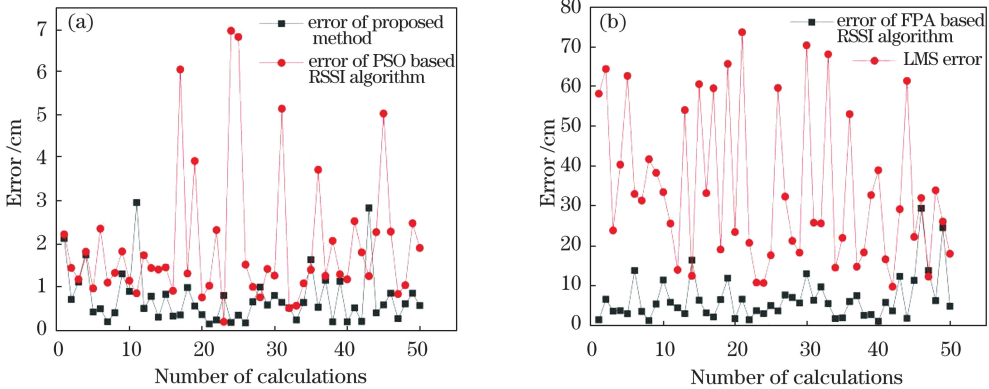 (a)
error of proposed
method
error of PSO based
RSSI algorithm
Error /cm
7
6
5
4
3
2
1
0
0
10
20
30
40
50
Number of calculations
(b)
error of FPA based
RSSI algorithm
LMS error
Error /cm
80
70
60
50
40
30
20
10
0
0
10
20
30
40
50
Number of calculations